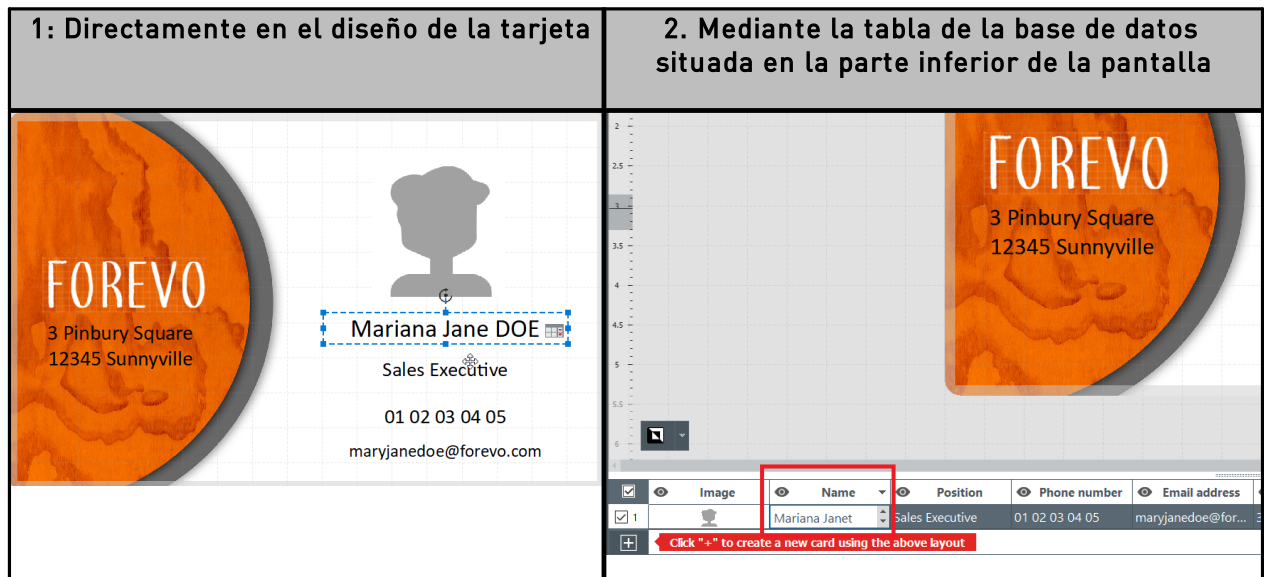 1: Directamente en el diseño de la tarjeta
2. Mediante la tabla de la base de datos
situada en la parte inferior de la pantalla
FOREVO
3 Pinbury Square
12345 Sunnyville
Mariana Jane DOE
Sales Executive
01 02 03 04 05
maryjanedoe@forevo.com
2
2.5
3
3.5
4
4.5
5
5.5
6
FOREVO
3 Pinbury Square
12345 Sunnyville
Image Name Position Phone number Email address
1 Mariana Janet Sales Executive 01 02 03 04 05 maryjanedoe@for... 3
Click "+" to create a new card using the above layout